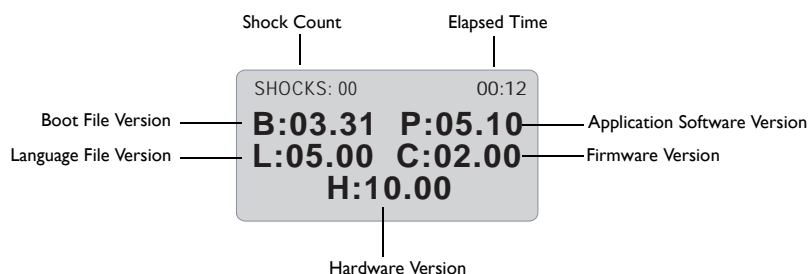 Shock Count Elapsed Time
SHOCKS: 00 00:12
Boot File Version B:03.31 P:05.10 Application Software Version
Language File Version L:05.00 C:02.00 Firmware Version
H:10.00
Hardware Version